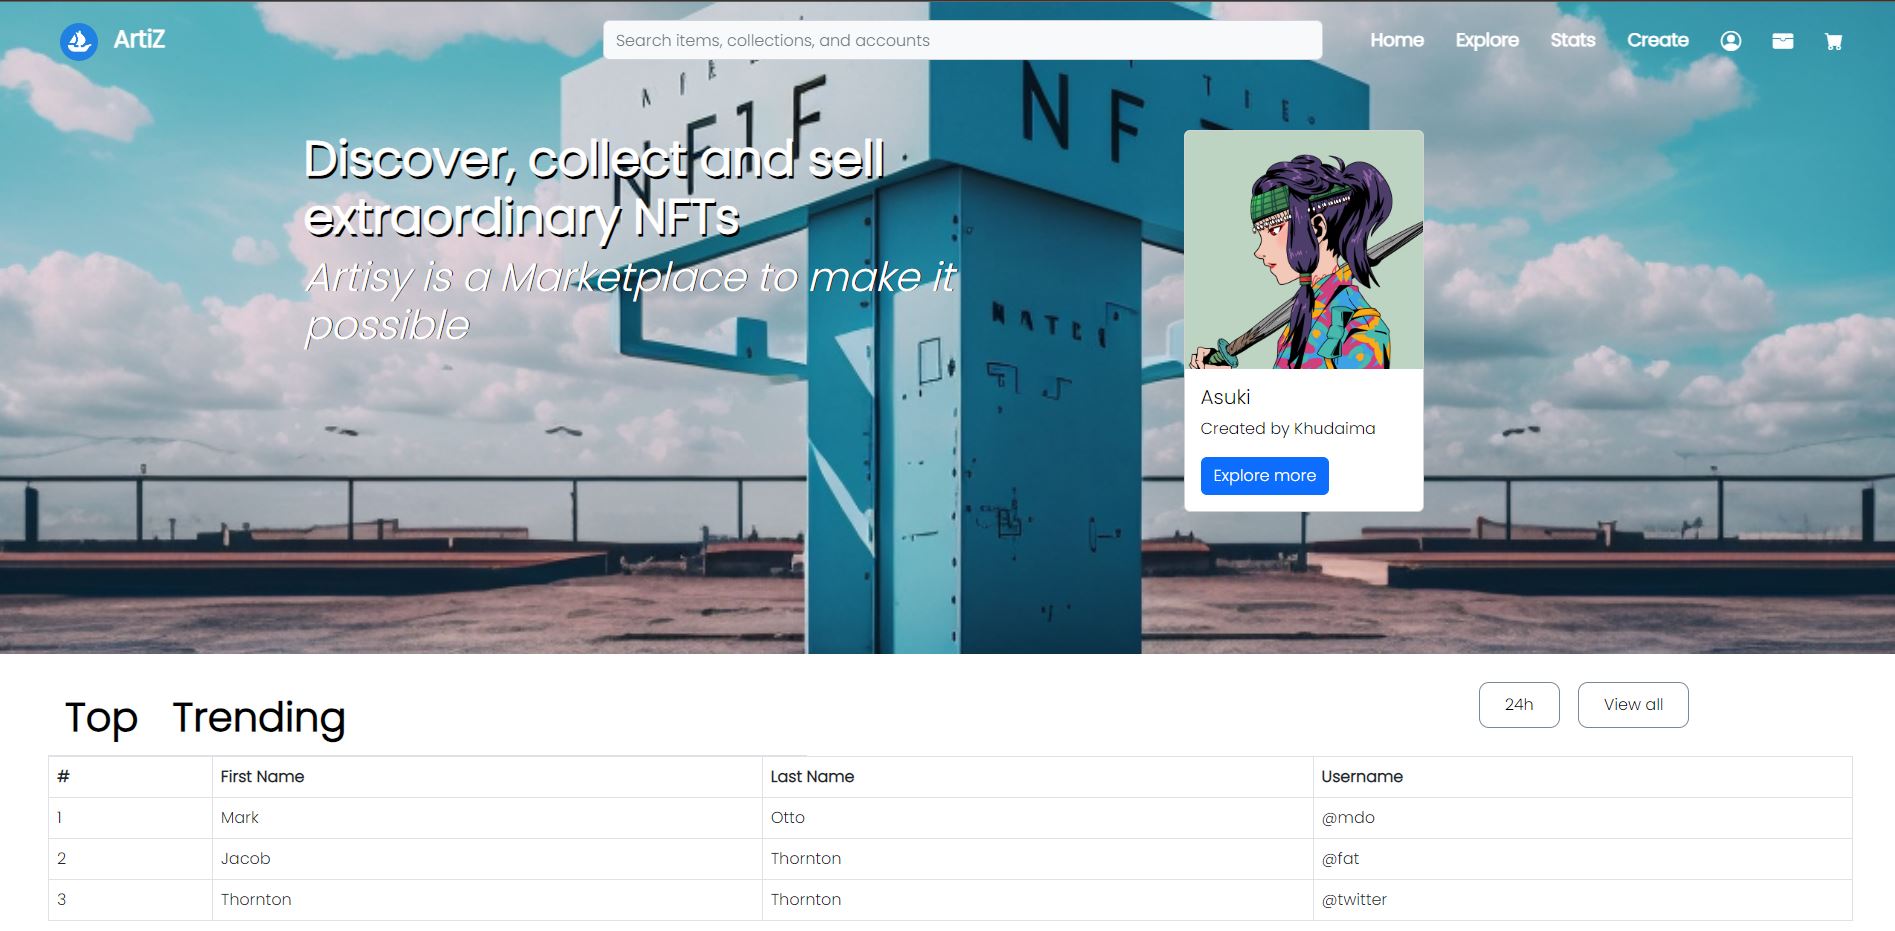 ArtiZ
Search items, collections, and accounts
Home Explore Stats Create
NF1F
NF
Discover, collect and sell
extraordinary NFTs
Artisy is a Marketplace to make it
possible
Asuki
Created by Khudaima
Explore more
Top Trending
24h View all
# First Name Last Name Username
1 Mark Otto @mdo
2 Jacob Thornton @fat
3 Thornton Thornton @twitter